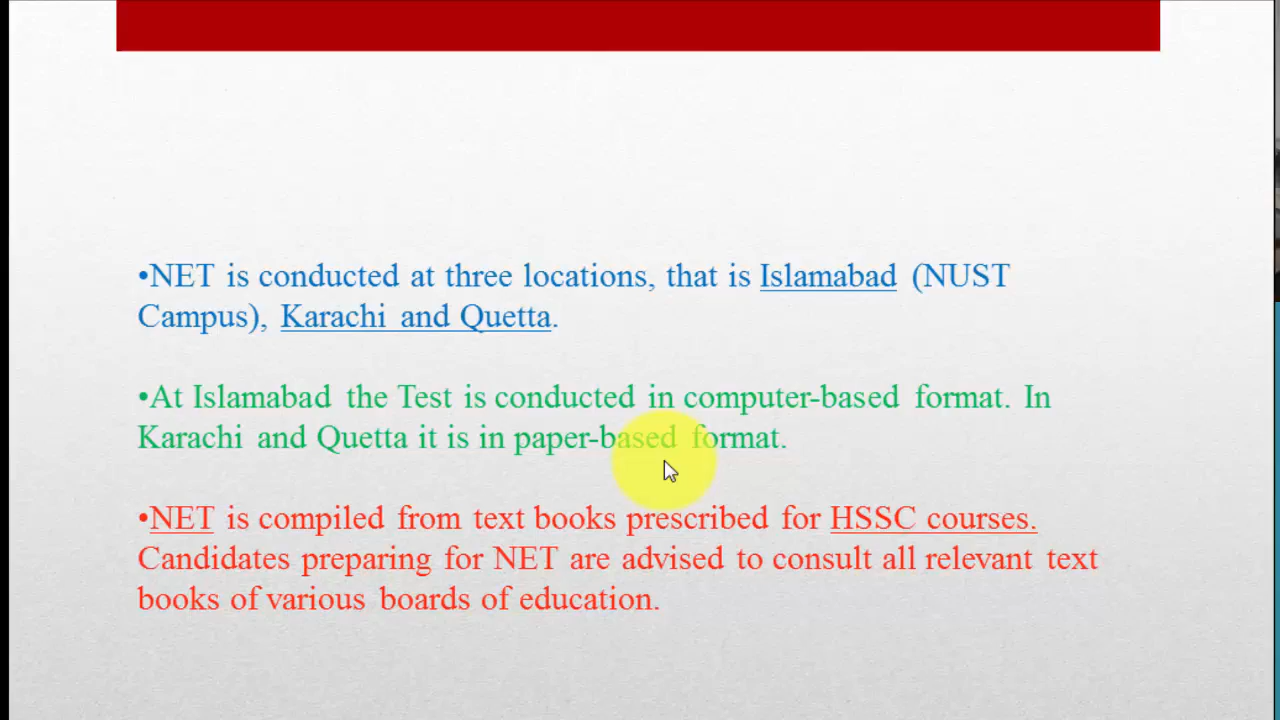 •NET is conducted at three locations, that is Islamabad (NUST
Campus), Karachi and Quetta.
•At Islamabad the Test is conducted in computer-based format. In
Karachi and Quetta it is in paper-based format.
•NET is compiled from text books prescribed for HSSC courses.
Candidates preparing for NET are advised to consult all relevant text
books of various boards of education.